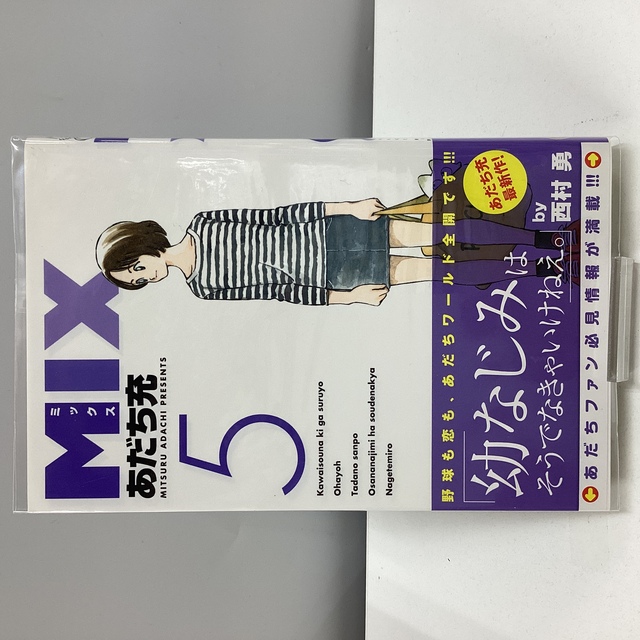 MIX
ミックス
あだち充
MITSURU ADACHI PRESENTS
5
Kawaisouna ki ga suruyo
Ohayoh
Tadano sanpo
Osananajimi ha soudenakya
Nagetemiro
野球も恋も、あだちワールド全開です!!!
あだち充
最新作!
「幼なじみは
そうでなきゃいけねえ。」
by
西村 勇
あだちファン必見情報が満載!!!